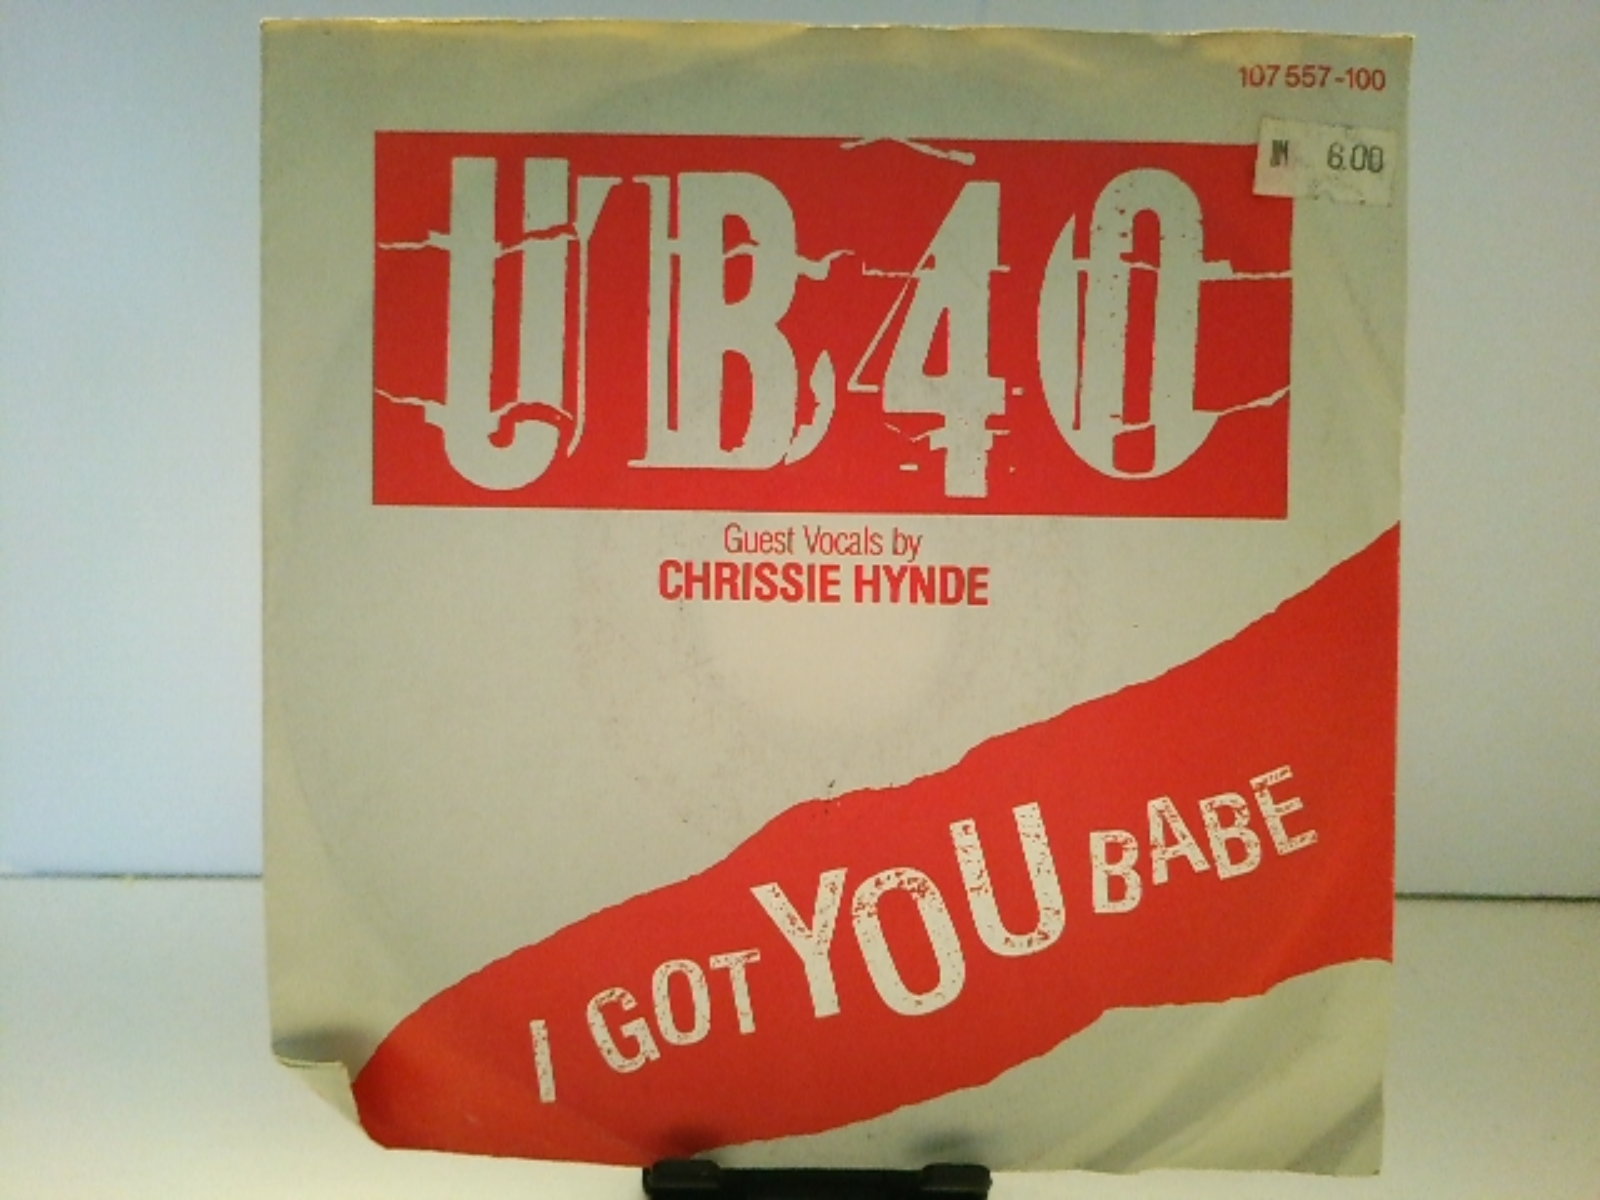 107 557-100
DM 6.00
UB40
Guest Vocals by
CHRISSIE HYNDE
I GOT YOU BABE